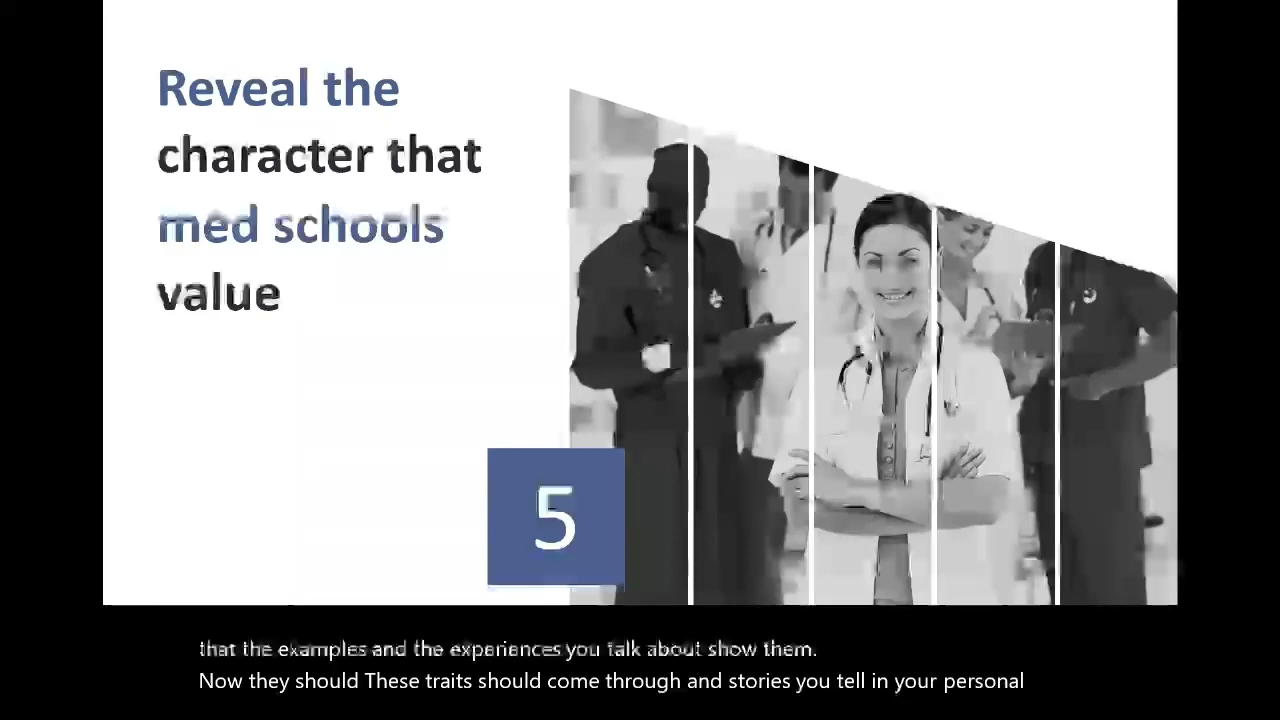 Reveal the
character that
med schools
value
5
that the examples and the experiances you talk about show them.
Now they should These traits should come through and stories you tell in your personal